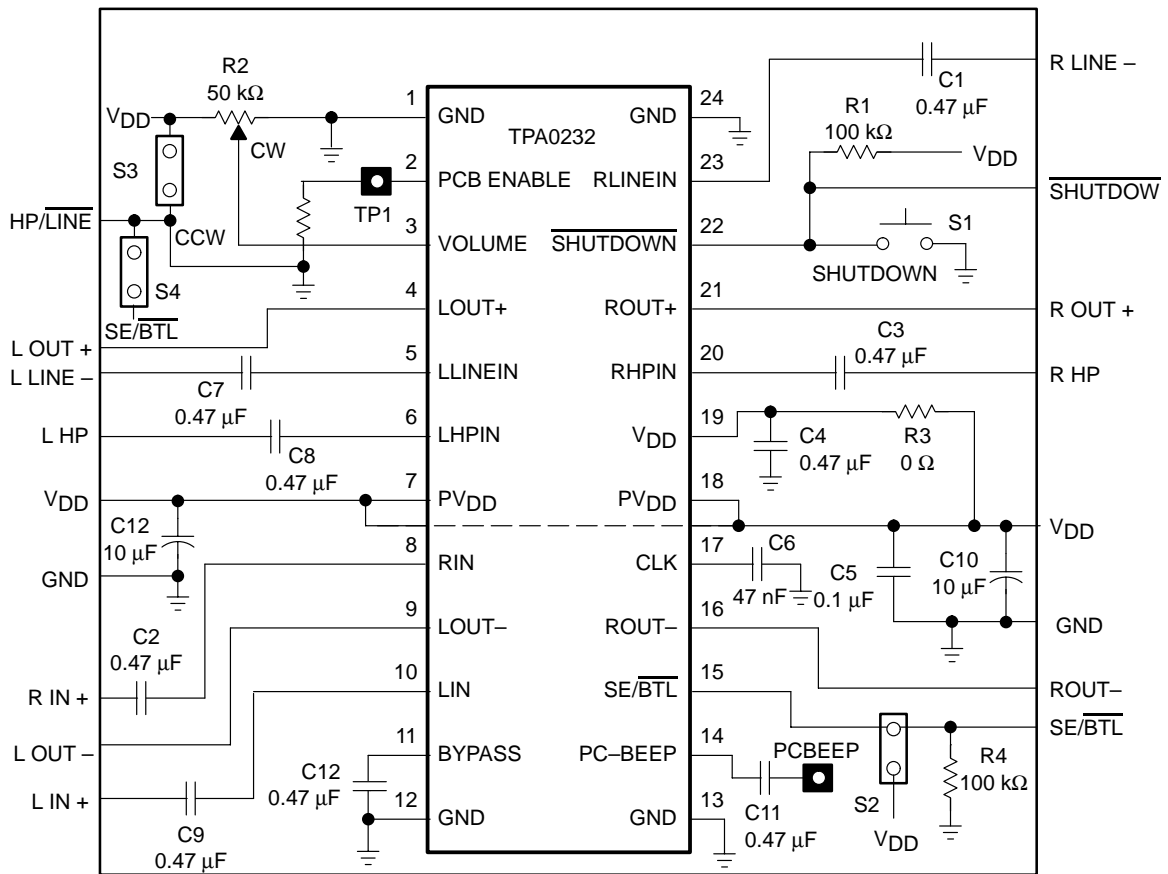 R2
50 kΩ
VDD
CW
S3
HP/LINE
CCW
S4
SE/BTL
TP1
L OUT +
L LINE –
C7
0.47 μF
L HP
C8
0.47 μF
VDD
C12
10 μF
GND
C2
0.47 μF
R IN +
L OUT –
L IN +
C9
0.47 μF
C12
0.47 μF
TPA0232
1
GND
2
PCB ENABLE
3
VOLUME
4
LOUT+
5
LLINEIN
6
LHPIN
7
PVDD
8
RIN
9
LOUT–
10
LIN
11
BYPASS
12
GND
24
GND
23
RLINEIN
22
SHUTDOWN
21
ROUT+
20
RHPIN
19
VDD
18
PVDD
17
CLK
16
ROUT–
15
SE/BTL
14
PC–BEEP
13
GND
C1
0.47 μF
R LINE –
R1
100 kΩ
VDD
SHUTDOW
S1
SHUTDOWN
R OUT +
C3
0.47 μF
R HP
C4
0.47 μF
R3
0 Ω
VDD
C6
47 nF
C5
0.1 μF
C10
10 μF
GND
ROUT–
SE/BTL
PCBEEP
C11
0.47 μF
S2
VDD
R4
100 kΩ